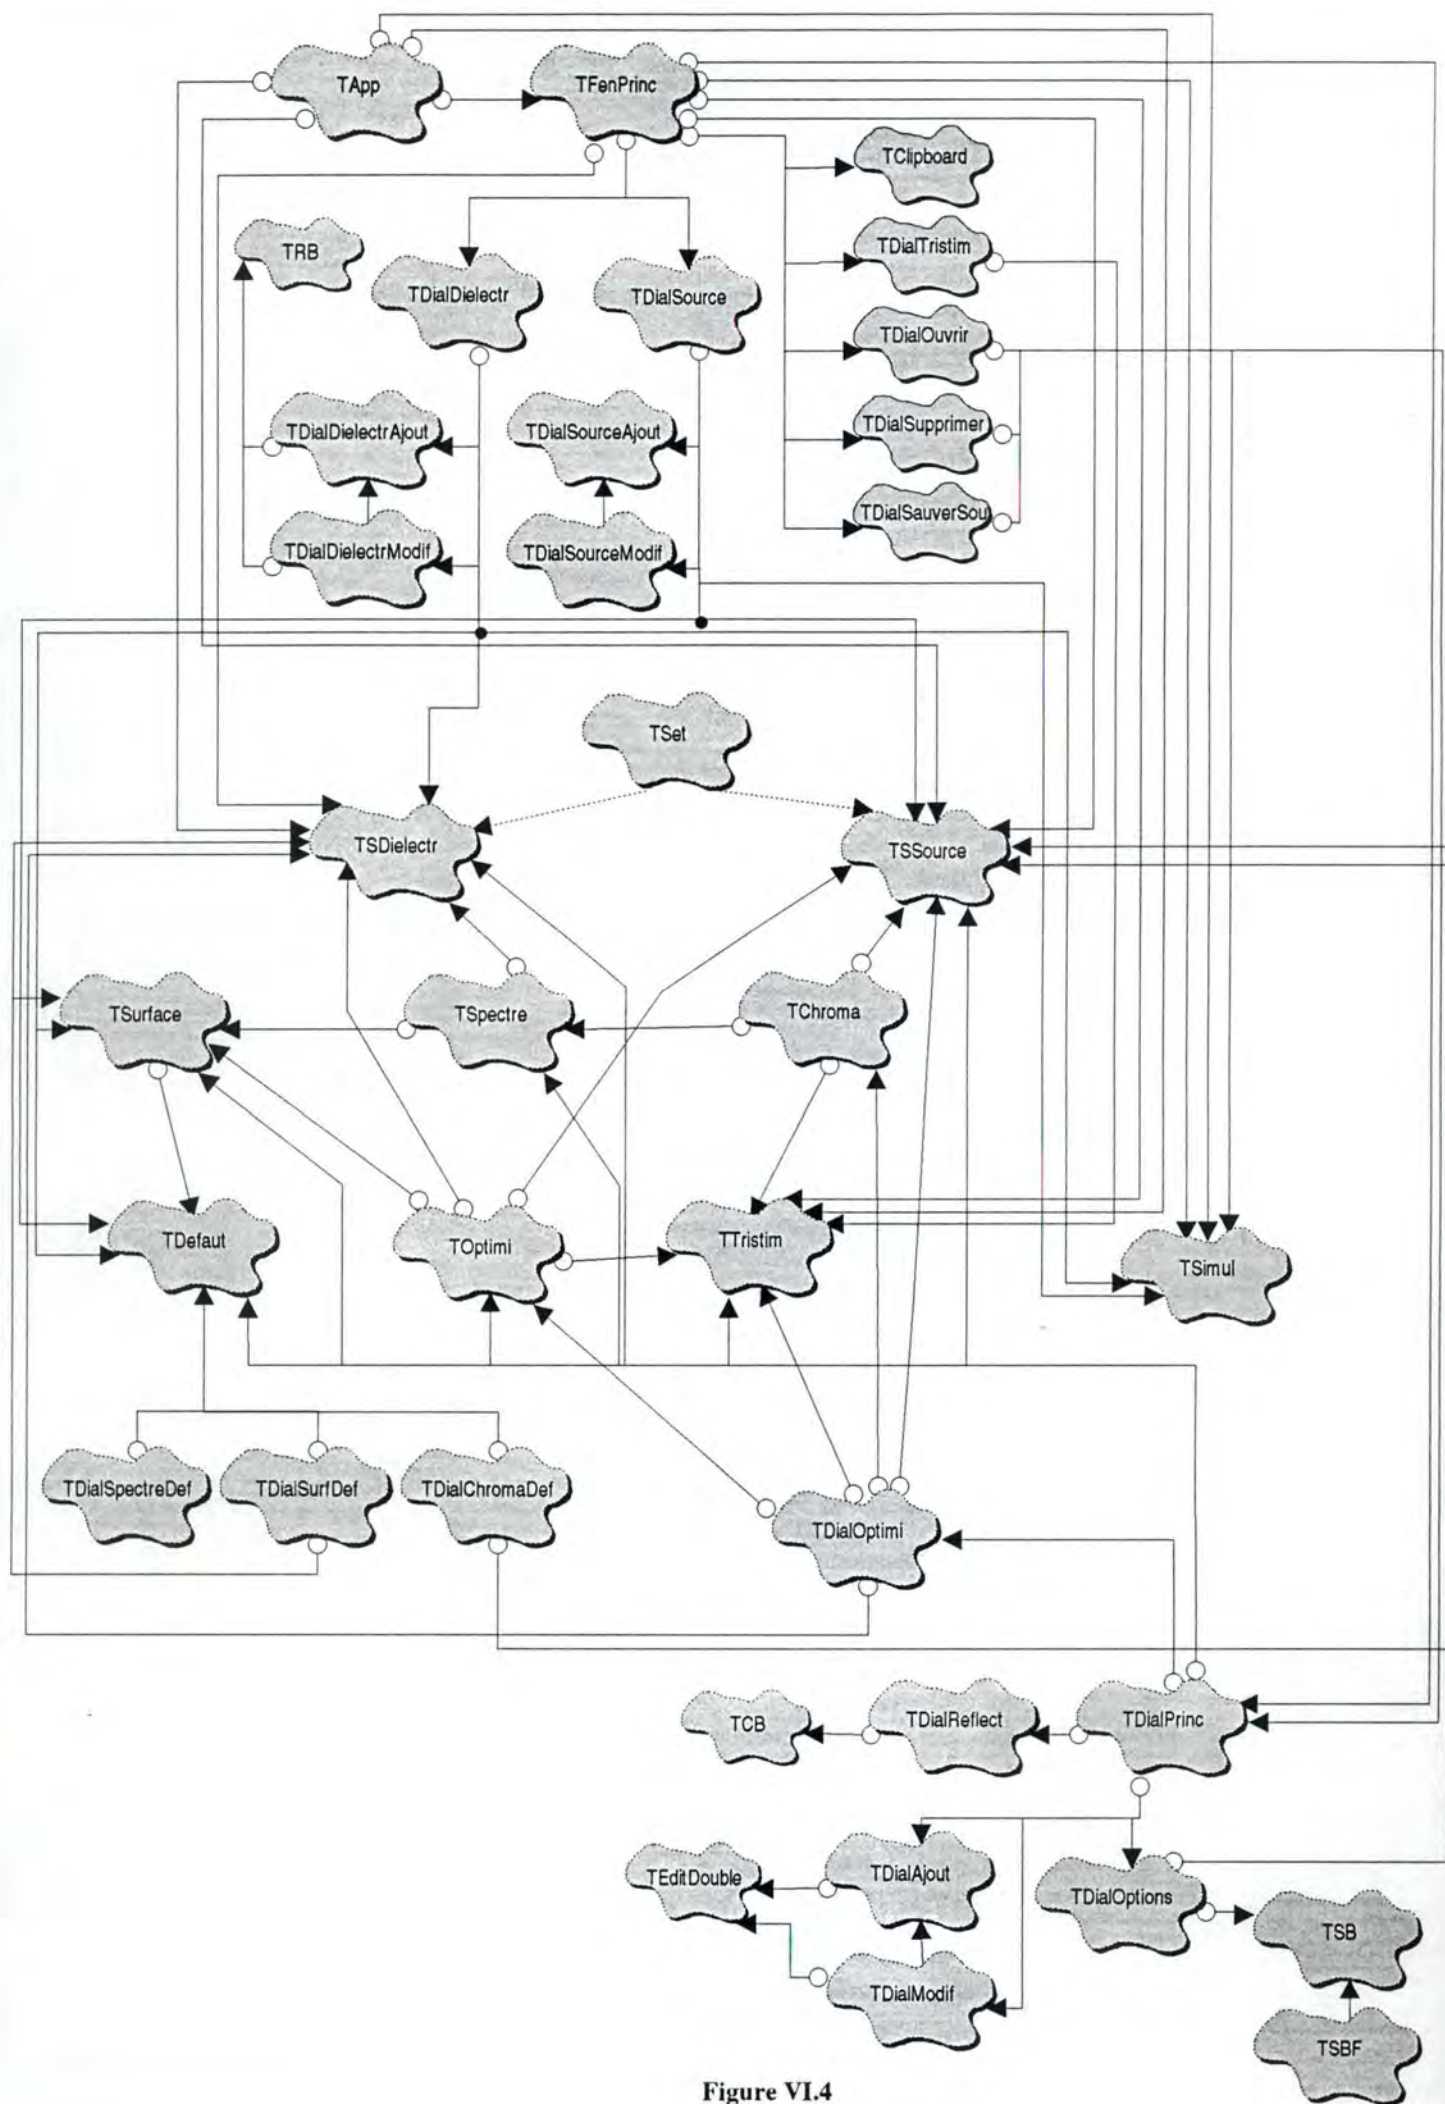 TApp
TFenPrinc
TClipboard
TRB
TDialTristim
TDialDielectr
TDialSource
TDialOuvrir
TDialDielectrAjout
TDialSourceAjout
TDialSupprimer
TDialSauverSou
TDialDielectrModif
TDialSourceModif
TSet
TSDielectr
TSSource
TSurface
TSpectre
TChroma
TDefaut
TOptimi
TTristim
TSimul
TDialSpectreDef
TDialSurfDef
TDialChromaDef
TDialOptimi
TCB
TDialReflect
TDialPrinc
TEditDouble
TDialAjout
TDialOptions
TSB
TDialModif
TSBF
Figure VI.4